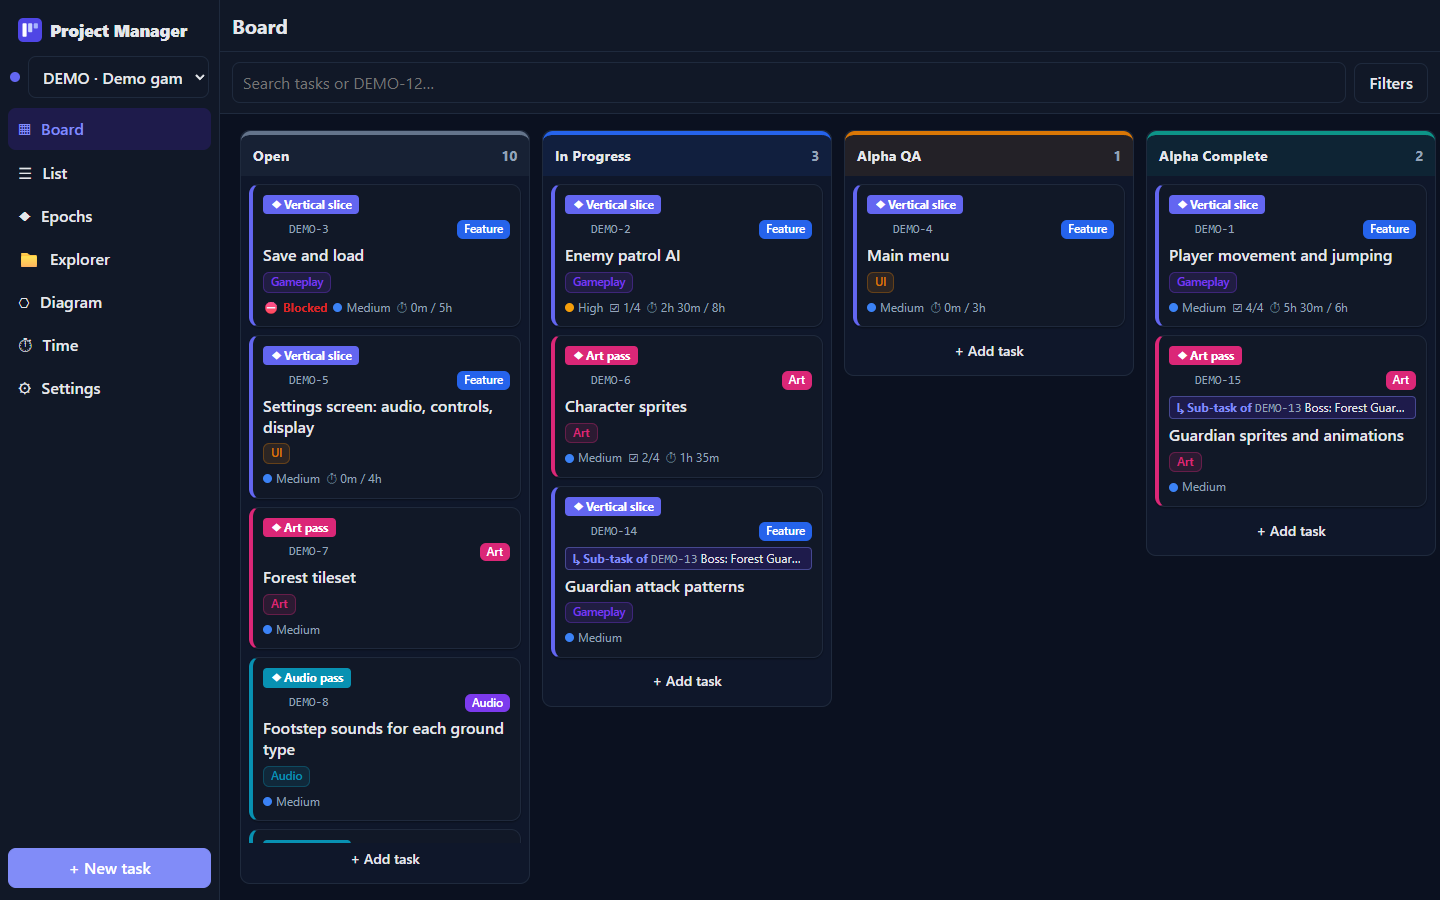 Project Manager
DEMO · Demo gam
Board
List
Epochs
Explorer
Diagram
Time
Settings
+ New task
Board
Search tasks or DEMO-12...
Filters
Open 10
Vertical slice
DEMO-3 Feature
Save and load
Gameplay
Blocked Medium 0m / 5h
Vertical slice
DEMO-5 Feature
Settings screen: audio, controls,
display
UI
Medium 0m / 4h
Art pass
DEMO-7 Art
Forest tileset
Art
Medium
Audio pass
DEMO-8 Audio
Footstep sounds for each ground
type
Audio
Medium
+ Add task
In Progress 3
Vertical slice
DEMO-2 Feature
Enemy patrol AI
Gameplay
High 1/4 2h 30m / 8h
Art pass
DEMO-6 Art
Character sprites
Art
Medium 2/4 1h 35m
Vertical slice
DEMO-14 Feature
Sub-task of DEMO-13 Boss: Forest Guar...
Guardian attack patterns
Gameplay
Medium
+ Add task
Alpha QA 1
Vertical slice
DEMO-4 Feature
Main menu
UI
Medium 0m / 3h
+ Add task
Alpha Complete 2
Vertical slice
DEMO-1 Feature
Player movement and jumping
Gameplay
Medium 4/4 5h 30m / 6h
Art pass
DEMO-15 Art
Sub-task of DEMO-13 Boss: Forest Guar...
Guardian sprites and animations
Art
Medium
+ Add task